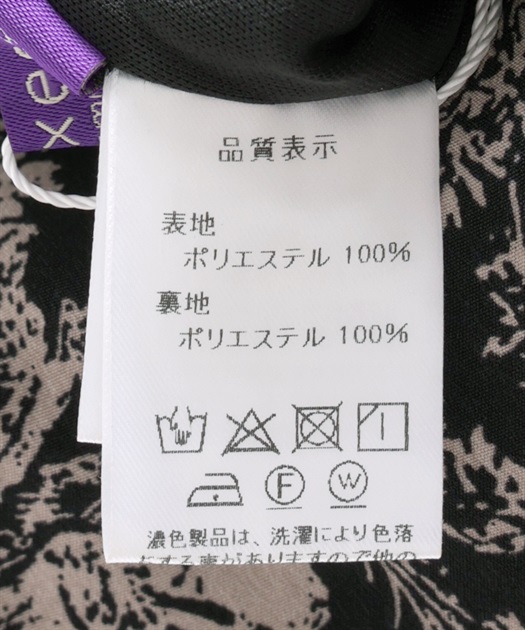 品質表示
表地
ポリエステル 100%
裏地
ポリエステル 100%
F
W
濃色製品は、洗濯により色落